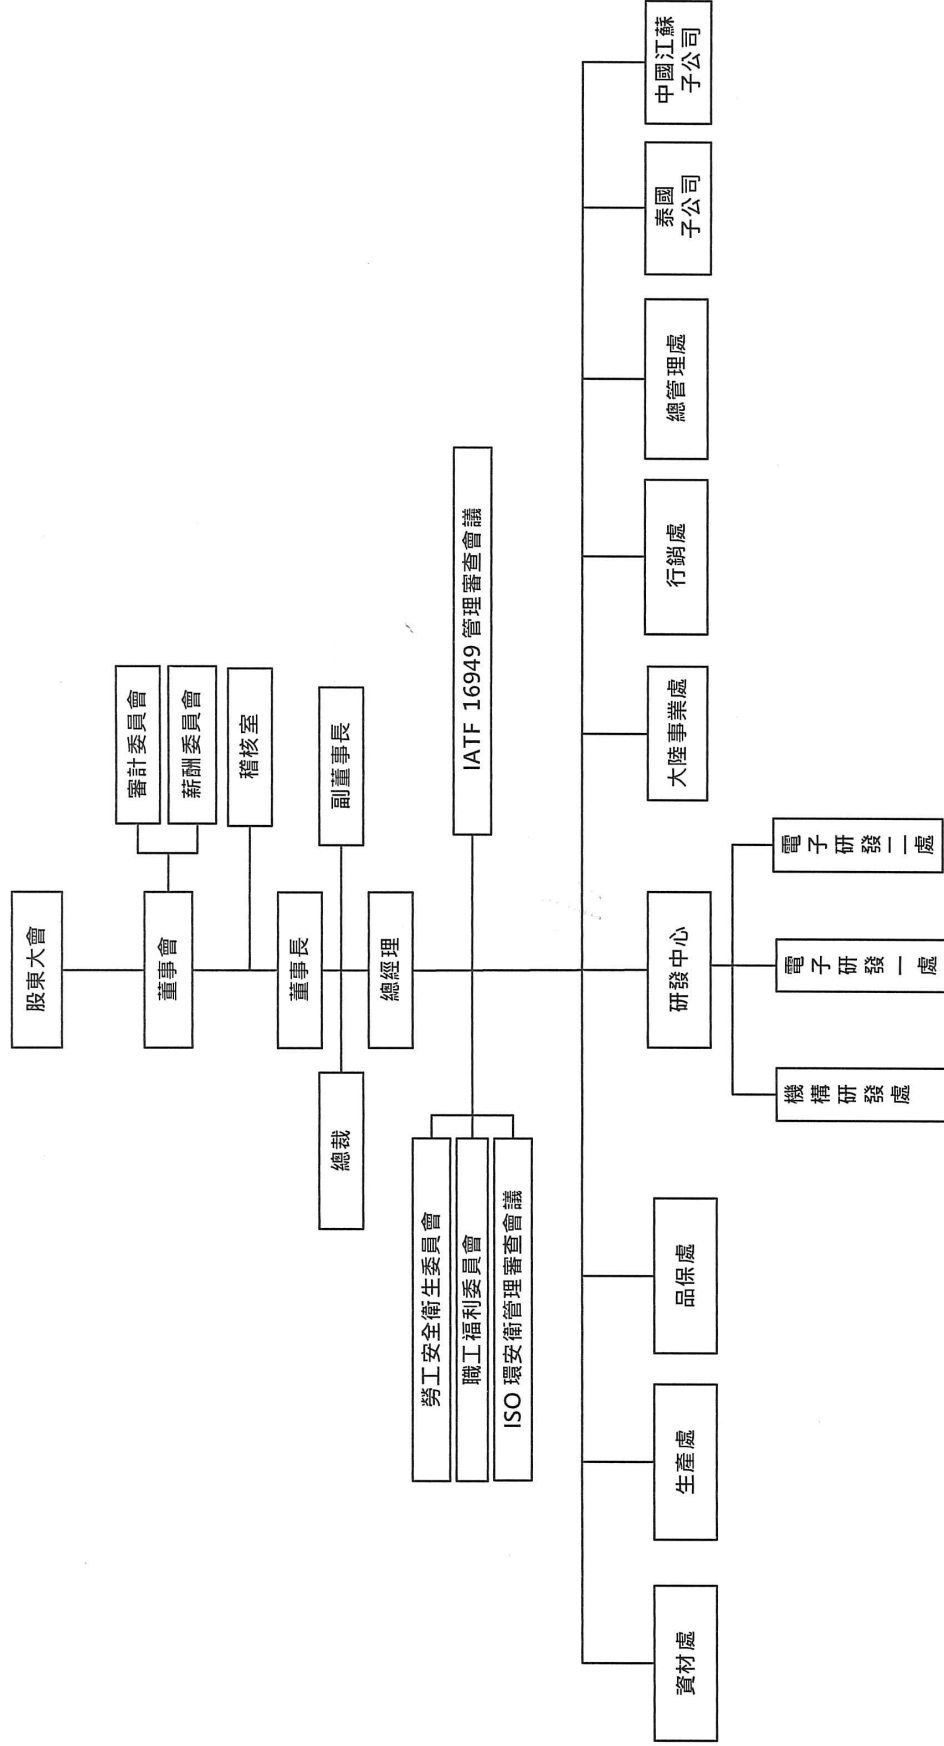 股東大會
董事會
審計委員會
薪酬委員會
稽核室
董事長
總裁
副董事長
總經理
勞工安全衛生委員會
職工福利委員會
ISO 環安衛管理審查會議
IATF 16949 管理審查會議
資材處
生產處
品保處
研發中心
大陸事業處
行銷處
總管理處
泰國
子公司
中國江蘇
子公司
機構研發處
電子研發一處
電子研發二處